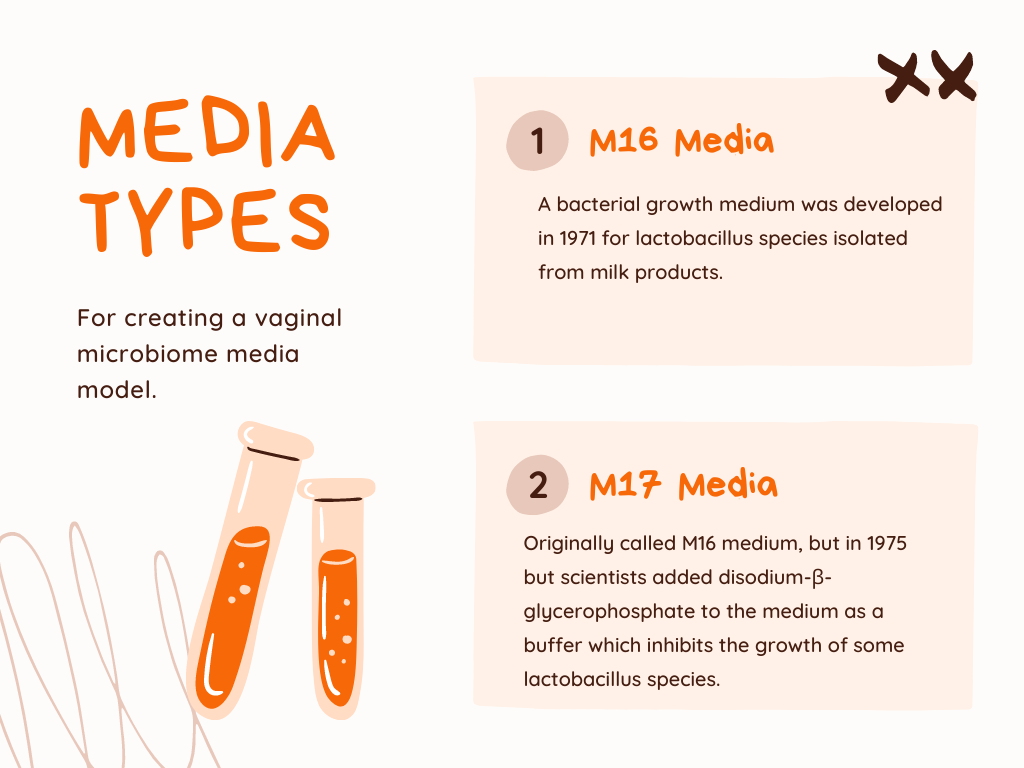 MEDIA
TYPES
For creating a vaginal
microbiome media
model.
1 M16 Media
A bacterial growth medium was developed
in 1971 for lactobacillus species isolated
from milk products.
2 M17 Media
Originally called M16 medium, but in 1975
but scientists added disodium-β-
glycerophosphate to the medium as a
buffer which inhibits the growth of some
lactobacillus species.